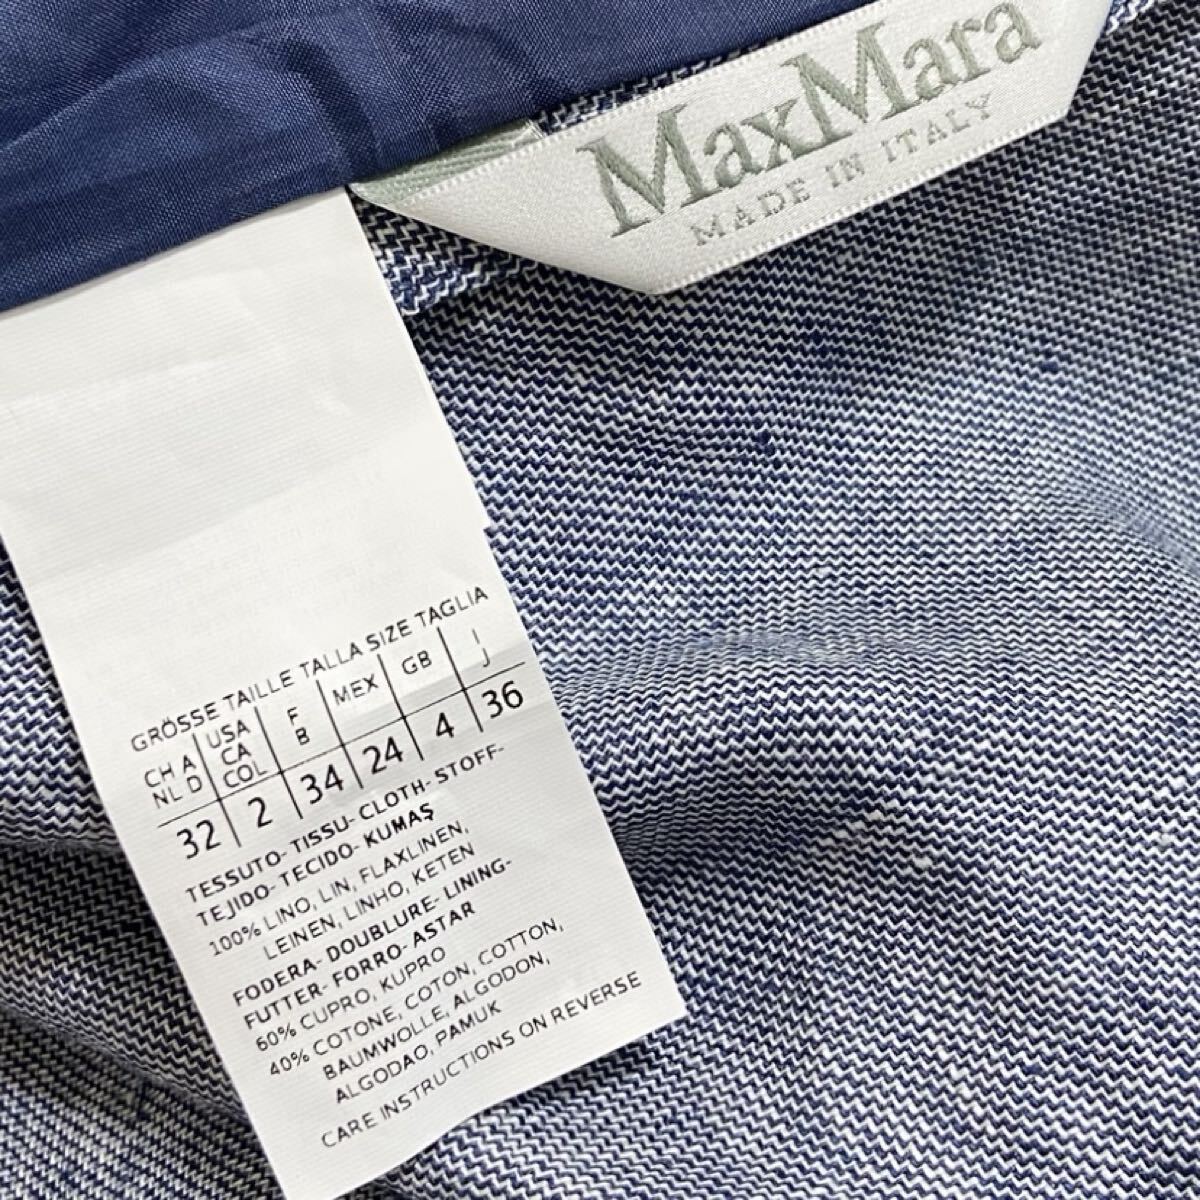 MaxMara
MADE IN ITALY
GRÖSSE TAILLE TALLA SIZE TAGLIA
CH A USA F MEX GB I
NL D CA B J
COL
32 2 34 24 4 36
TESSUTO- TISSU- CLOTH- STOFF-
TEJIDO- TECIDO- KUMAŞ
100% LINO, LIN, FLAXLINEN,
LEINEN, LINHO, KETEN
FODERA- DOUBLURE- LINING-
FUTTER- FORRO- ASTAR
60% CUPRO, KUPRO
40% COTONE, COTON, COTTON,
BAUMWOLLE, ALGODON,
ALGODAO, PAMUK
CARE INSTRUCTIONS ON REVERSE